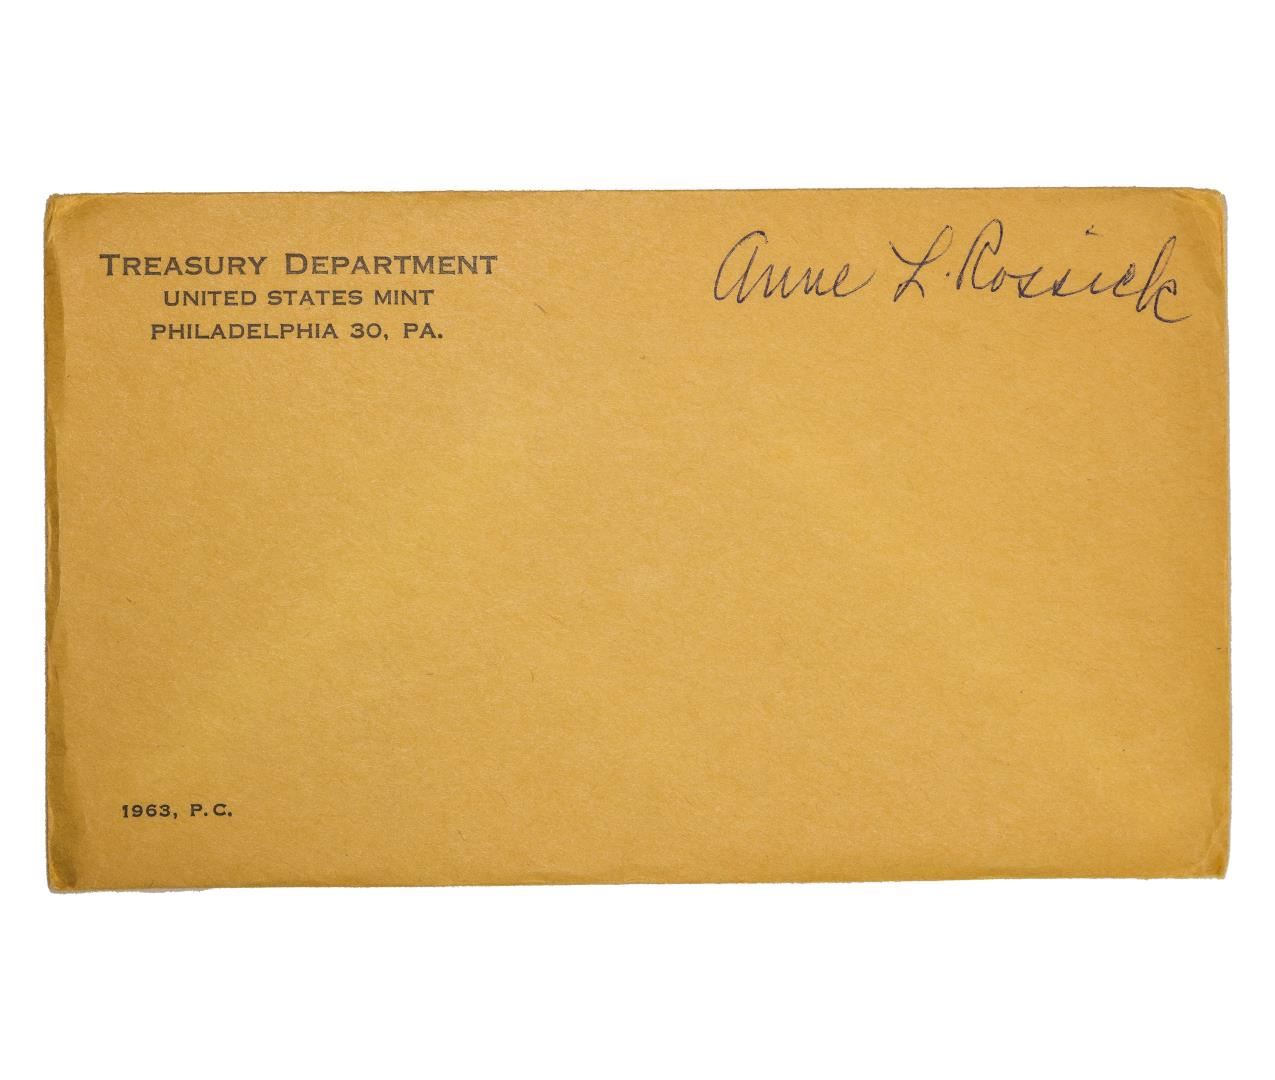 TREASURY DEPARTMENT
UNITED STATES MINT
PHILADELPHIA 30, PA.
Anne L. Rossick
1963, P.C.